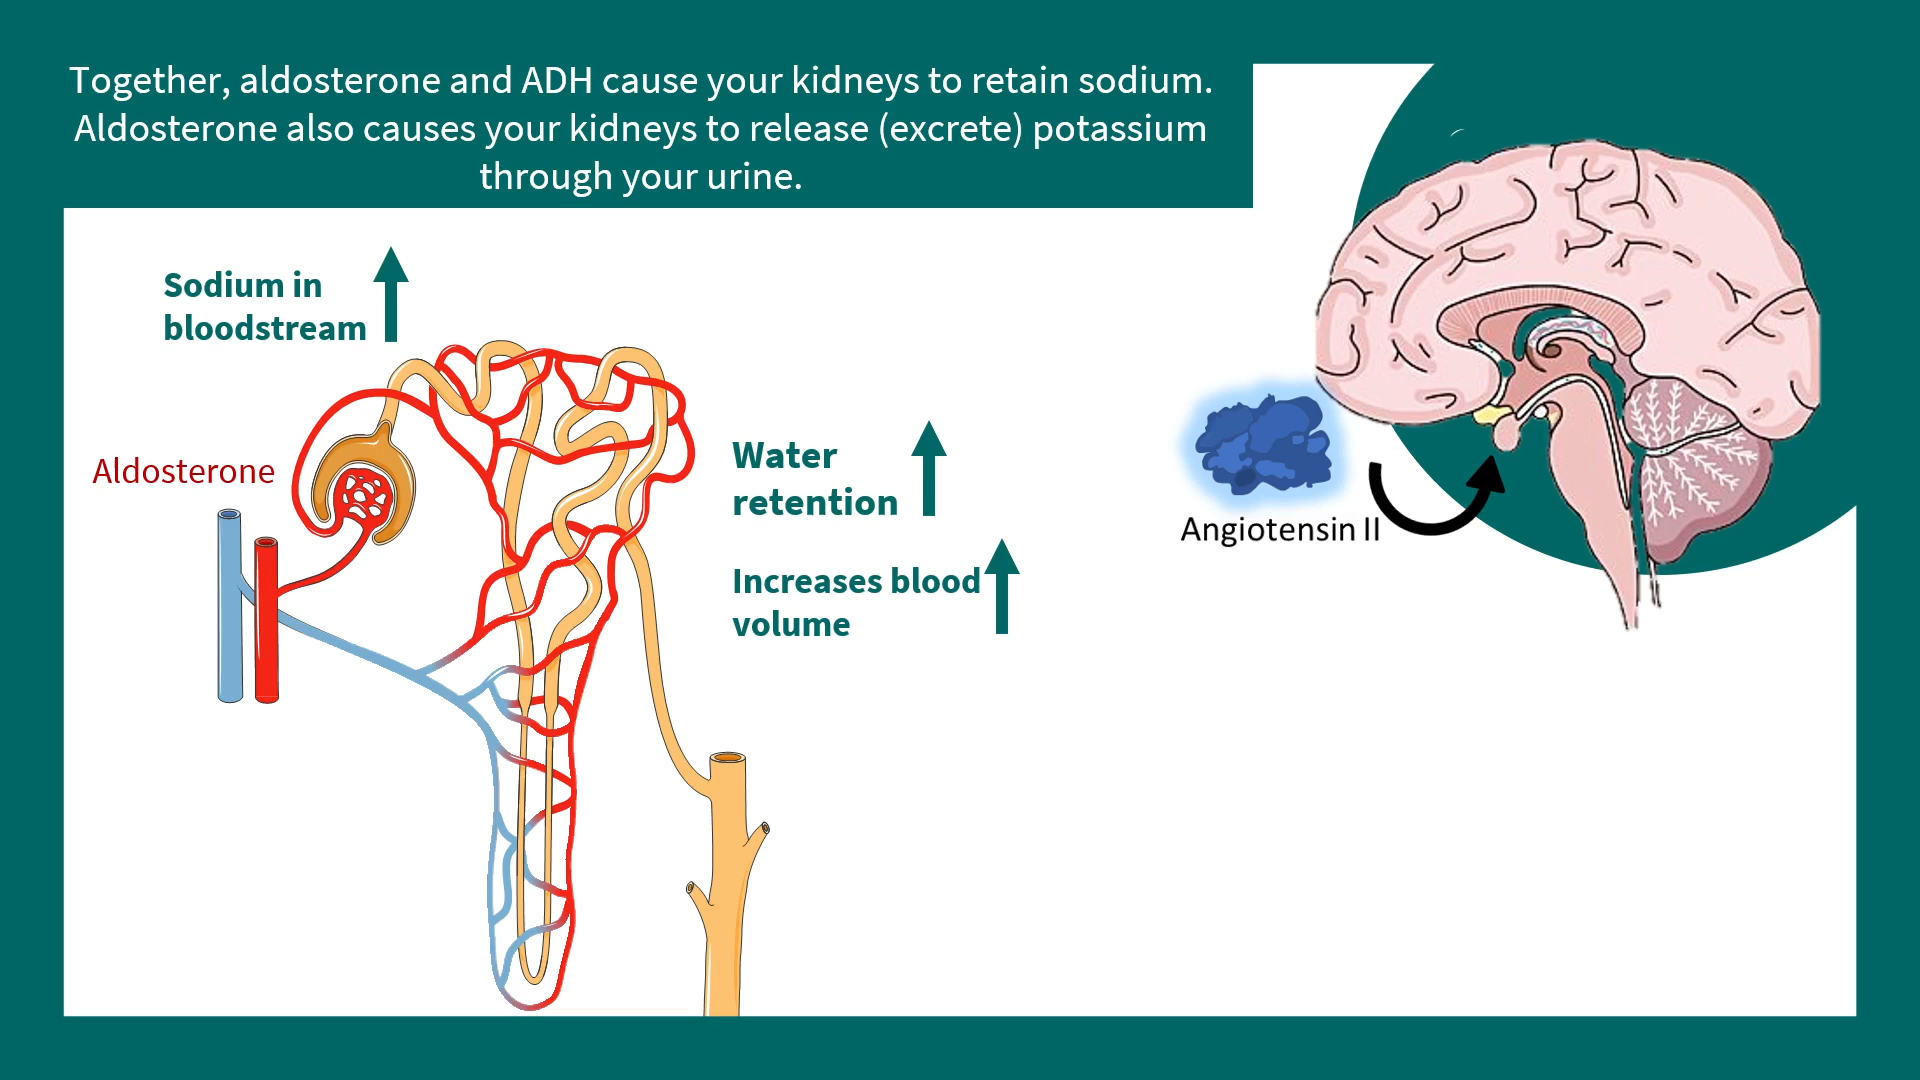 Together, aldosterone and ADH cause your kidneys to retain sodium.
Aldosterone also causes your kidneys to release (excrete) potassium
through your urine.
Sodium in
bloodstream
Aldosterone
Water
retention
Increases blood
volume
Angiotensin II